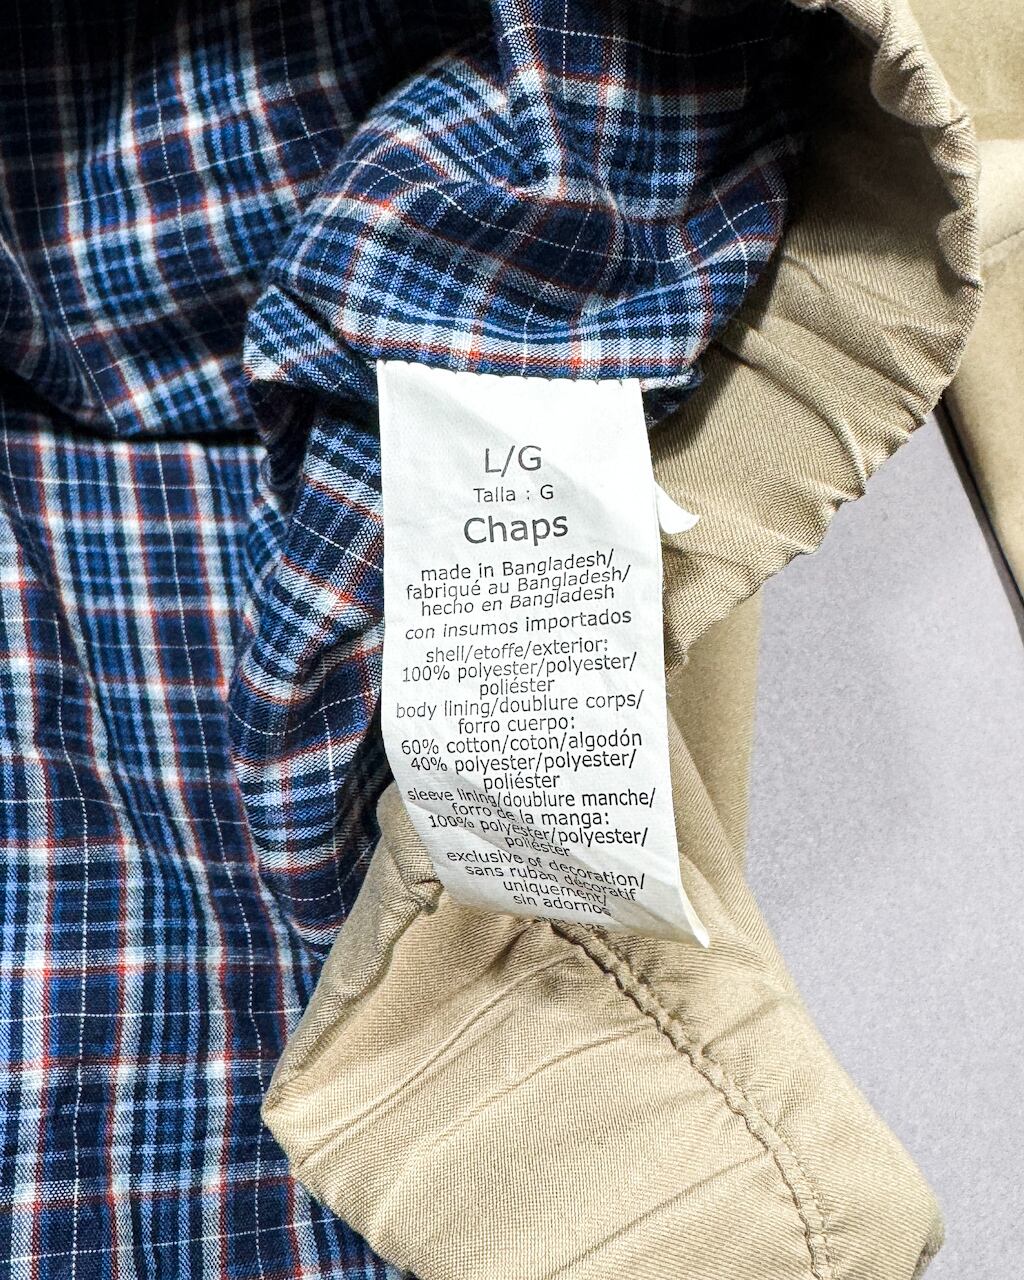 L/G
Talla : G
Chaps
made in Bangladesh/
fabriqué au Bangladesh/
hecho en Bangladesh
con insumos importados
shell/etoffe/exterior:
100% polyester/polyester/
poliéster
body lining/doublure corps/
forro cuerpo:
60% cotton/coton/algodón
40% polyester/polyester/
poliéster
sleeve lining/doublure manche/
forro de la manga:
100% polyester/polyester/
poliéster
exclusive of decoration/
sans ruban décoratif
uniquement/
sin adornos